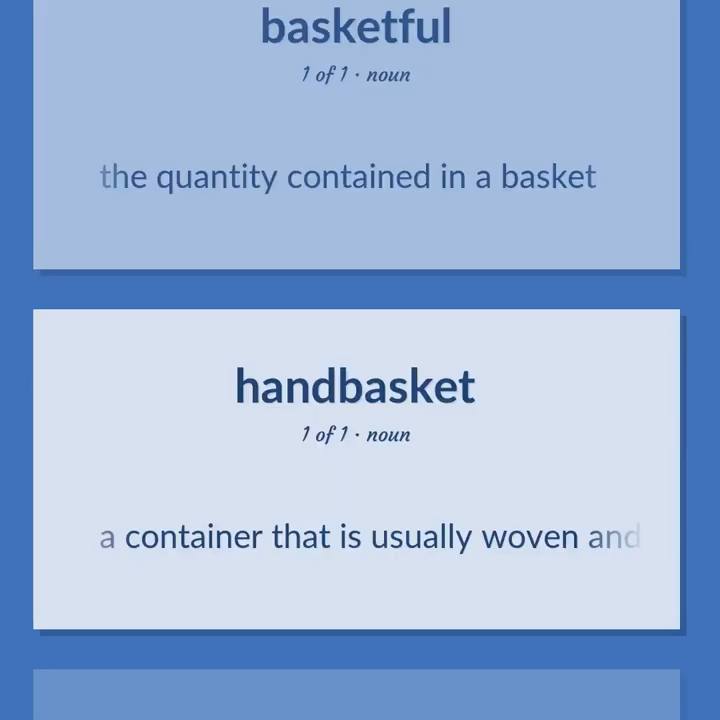 basketful
1 of 1 · noun
the quantity contained in a basket
handbasket
1 of 1 · noun
a container that is usually woven and